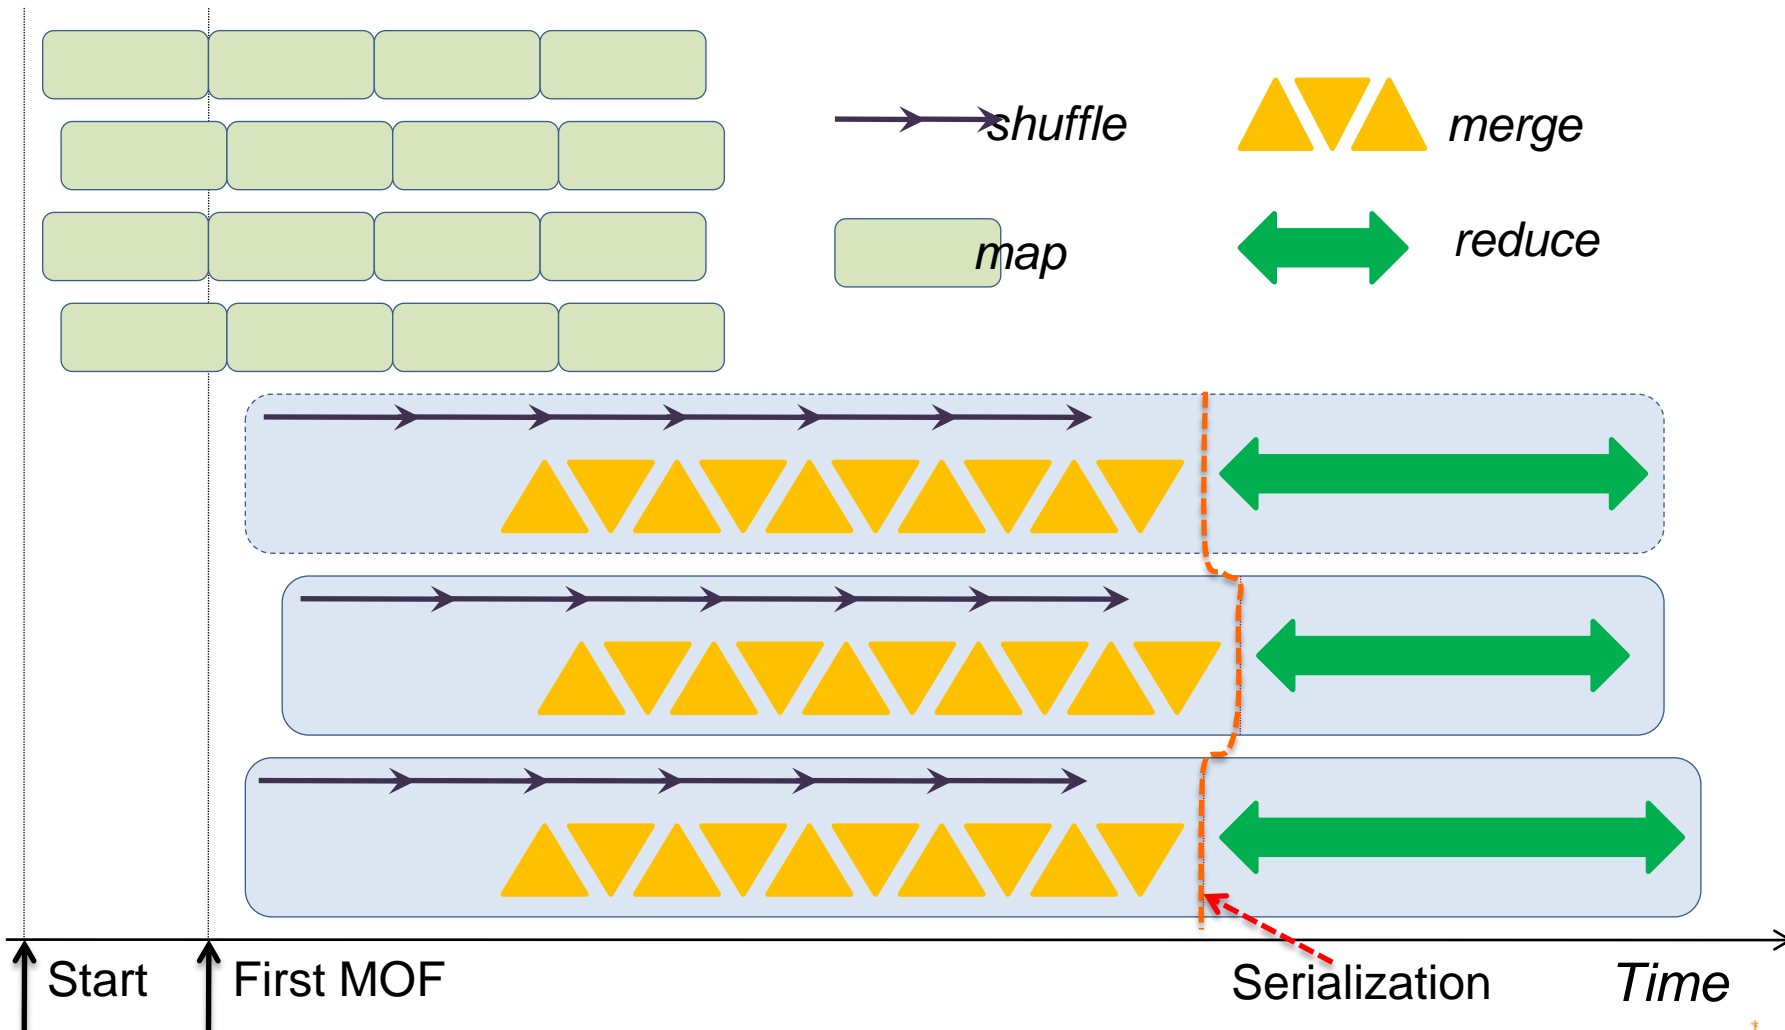 shuffle
merge
map
reduce
Start
First MOF
Serialization
Time